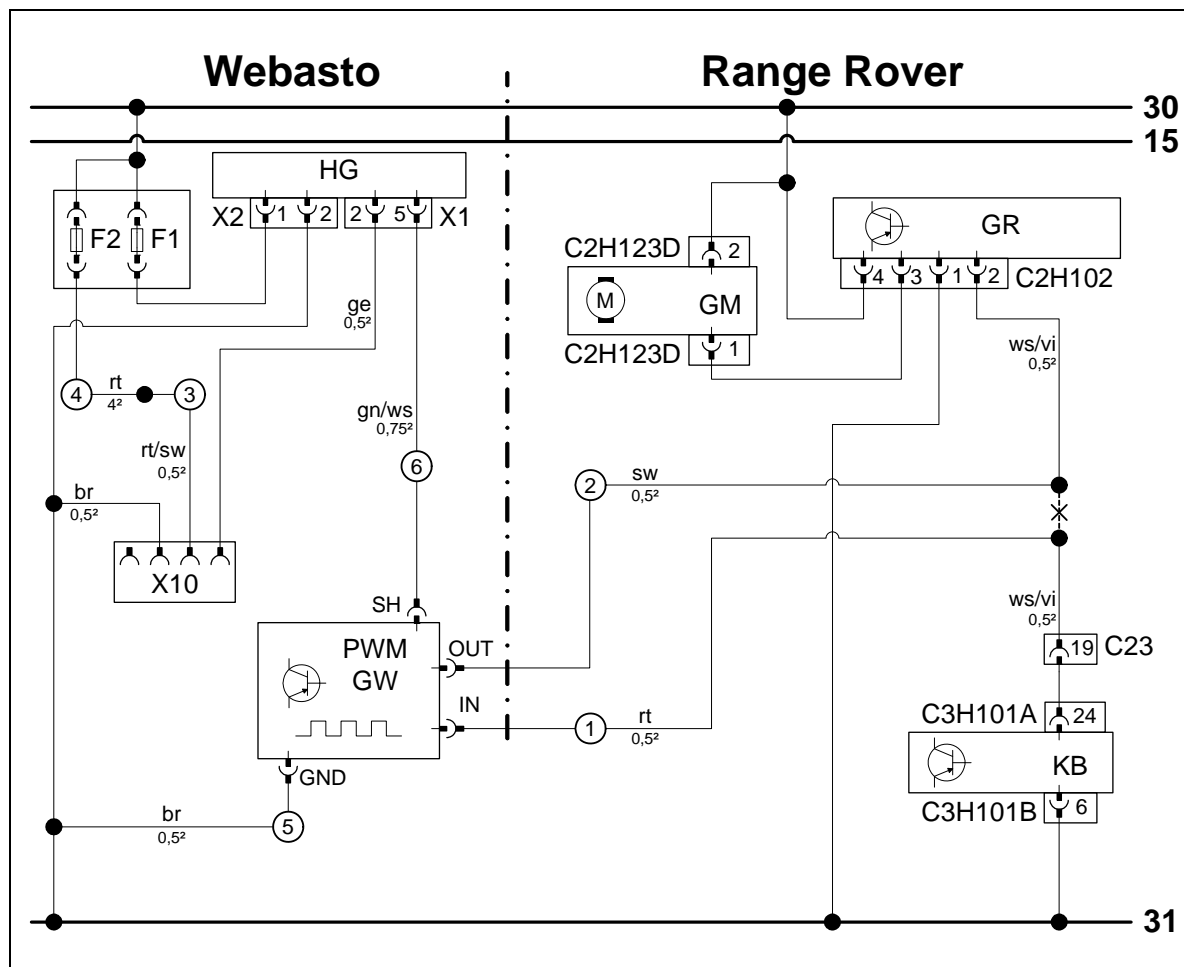 Webasto
Range Rover
30
15
HG
X2
1
2
2
5
X1
F2
F1
C2H123D
2
GR
4
3
1
2
C2H102
M
GM
C2H123D
1
ge
0,5²
ws/vi
0,5²
4
rt
4²
3
gn/ws
0,75²
rt/sw
0,5²
6
br
0,5²
2
sw
0,5²
X10
SH
ws/vi
0,5²
PWM
GW
OUT
IN
19
C23
1
rt
0,5²
C3H101A
24
KB
GND
C3H101B
6
br
0,5²
5
31